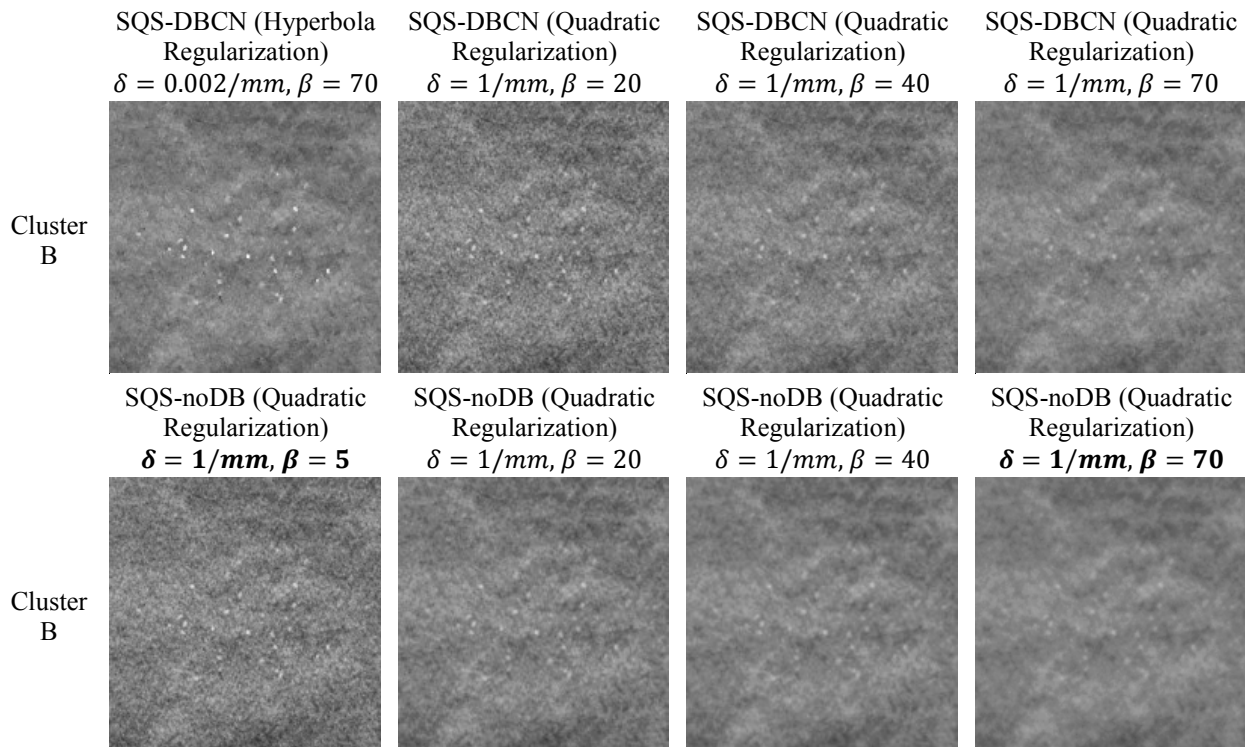 SQS-DBCN (Hyperbola
Regularization)
δ = 0.002/mm, β = 70
SQS-DBCN (Quadratic
Regularization)
δ = 1/mm, β = 20
SQS-DBCN (Quadratic
Regularization)
δ = 1/mm, β = 40
SQS-DBCN (Quadratic
Regularization)
δ = 1/mm, β = 70
Cluster
B
SQS-noDB (Quadratic
Regularization)
δ = 1/mm, β = 5
SQS-noDB (Quadratic
Regularization)
δ = 1/mm, β = 20
SQS-noDB (Quadratic
Regularization)
δ = 1/mm, β = 40
SQS-noDB (Quadratic
Regularization)
δ = 1/mm, β = 70
Cluster
B